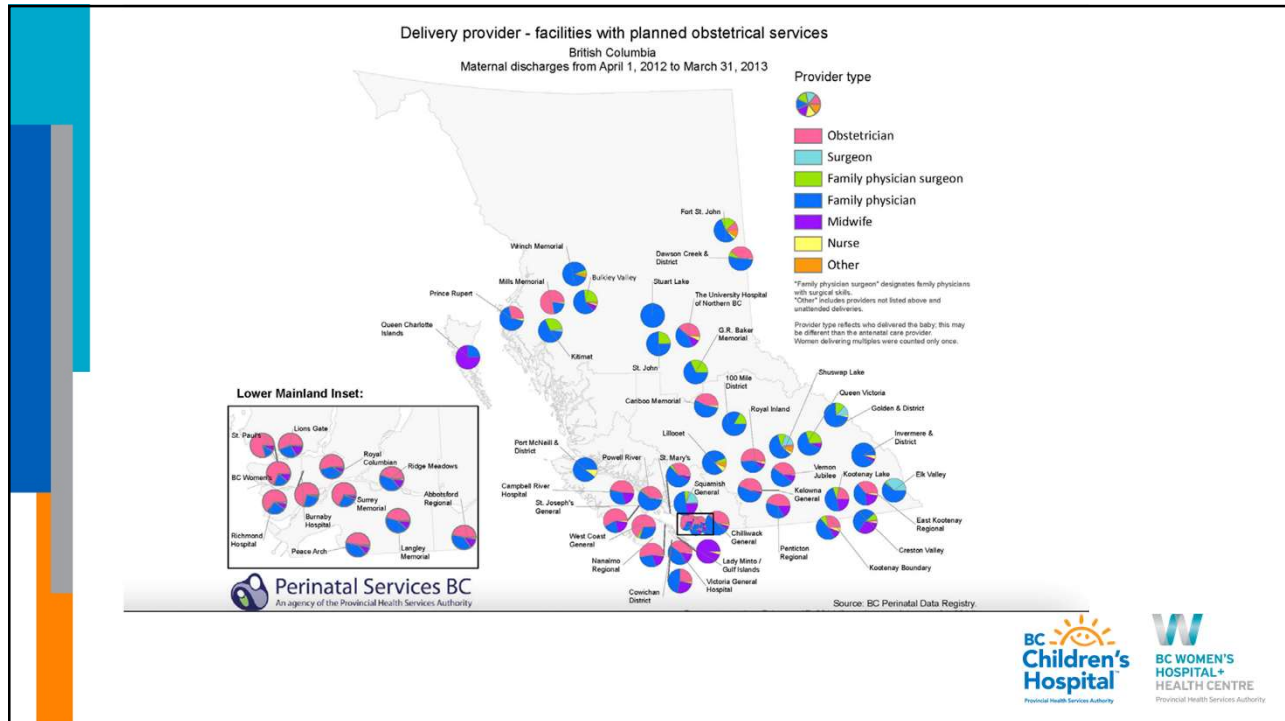 Delivery provider - facilities with planned obstetrical services
British Columbia
Maternal discharges from April 1, 2012 to March 31, 2013
Provider type
Obstetrician
Surgeon
Family physician surgeon
Family physician
Midwife
Nurse
Other
"Family physician surgeon" designates family physicians
with surgical skills.
"Other" includes providers not listed above and
unattended deliveries.
Provider type reflects who delivered the baby; this may
be different than the antenatal care provider.
Women delivering multiples were counted only once.
Fort St. John
Dawson Creek &
District
Wrinch Memorial
Mills Memorial
Bulkley Valley
Stuart Lake
The University Hospital
of Northern BC
Prince Rupert
Queen Charlotte
Islands
Kitimat
St. John
G.R. Baker
Memorial
Shuswap Lake
Queen Victoria
Golden & District
100 Mile
District
Royal Inland
Cariboo Memorial
Invermere &
District
Lillooet
Port McNeill &
District
Powell River
St. Mary's
Squamish
General
Vernon
Jubilee
Kootenay Lake
Elk Valley
Campbell River
Hospital
St. Joseph's
General
Kelowna
General
East Kootenay
Regional
West Coast
General
Chilliwack
General
Penticton
Regional
Creston Valley
Nanaimo
Regional
Lady Minto /
Gulf Islands
Kootenay Boundary
Victoria General
Hospital
Cowichan
District
Lower Mainland Inset:
St. Paul's
Lions Gate
Royal
Columbian
Ridge Meadows
BC Women's
Surrey
Memorial
Abbotsford
Regional
Burnaby
Hospital
Richmond
Hospital
Peace Arch
Langley
Memorial
Perinatal Services BC
An agency of the Provincial Health Services Authority
Source: BC Perinatal Data Registry.
BC
Children's
Hospital
Provincial Health Services Authority
BC WOMEN'S
HOSPITAL+
HEALTH CENTRE
Provincial Health Services Authority